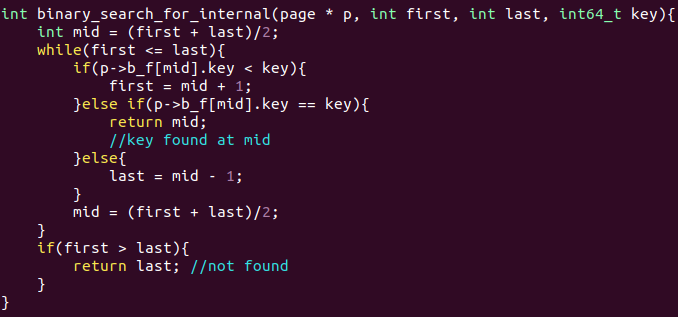 int binary_search_for_internal(page * p, int first, int last, int64_t key){
    int mid = (first + last)/2;
    while(first <= last){
        if(p->b_f[mid].key < key){
            first = mid + 1;
        }else if(p->b_f[mid].key == key){
            return mid;
            //key found at mid
        }else{
            last = mid - 1;
        }
        mid = (first + last)/2;
    }
    if(first > last){
        return last; //not found
    }
}